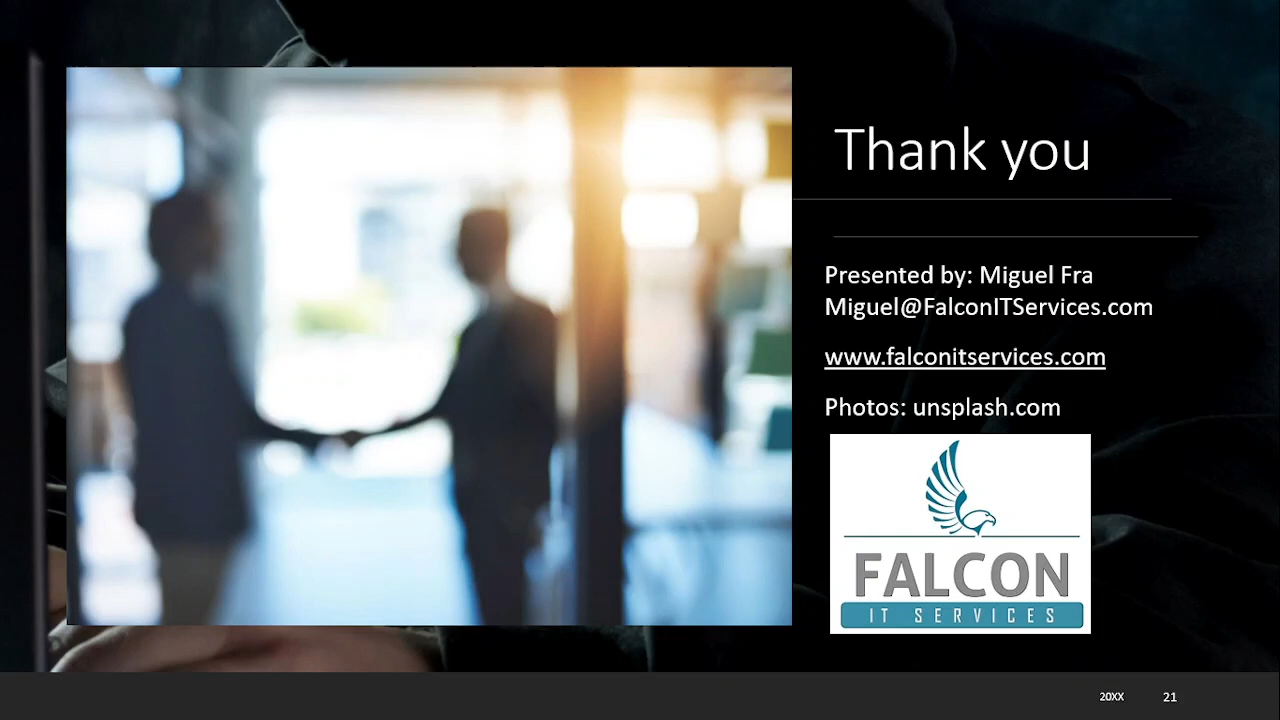 Thank you
Presented by: Miguel Fra
Miguel@FalconITServices.com
www.falconitservices.com
Photos: unsplash.com
FALCON
IT SERVICES
20XX
21